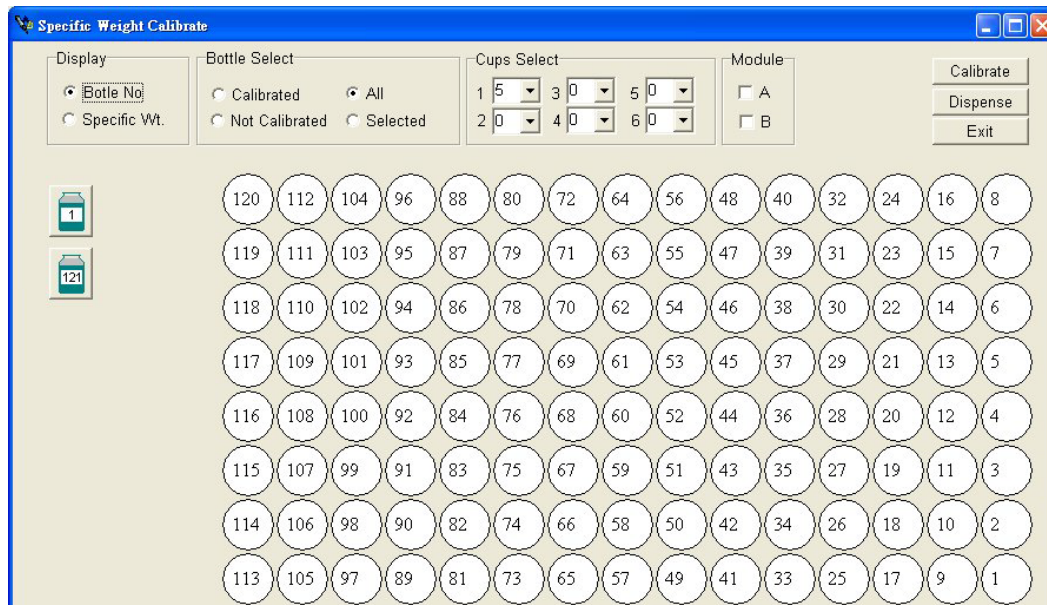 Specific Weight Calibrate
Display
Botle No
Specific Wt.
Bottle Select
Calibrated
All
Not Calibrated
Selected
Cups Select
1 5 3 0 5 0
2 0 4 0 6 0
Module
A
B
Calibrate
Dispense
Exit
1
121
120 112 104 96 88 80 72 64 56 48 40 32 24 16 8
119 111 103 95 87 79 71 63 55 47 39 31 23 15 7
118 110 102 94 86 78 70 62 54 46 38 30 22 14 6
117 109 101 93 85 77 69 61 53 45 37 29 21 13 5
116 108 100 92 84 76 68 60 52 44 36 28 20 12 4
115 107 99 91 83 75 67 59 51 43 35 27 19 11 3
114 106 98 90 82 74 66 58 50 42 34 26 18 10 2
113 105 97 89 81 73 65 57 49 41 33 25 17 9 1